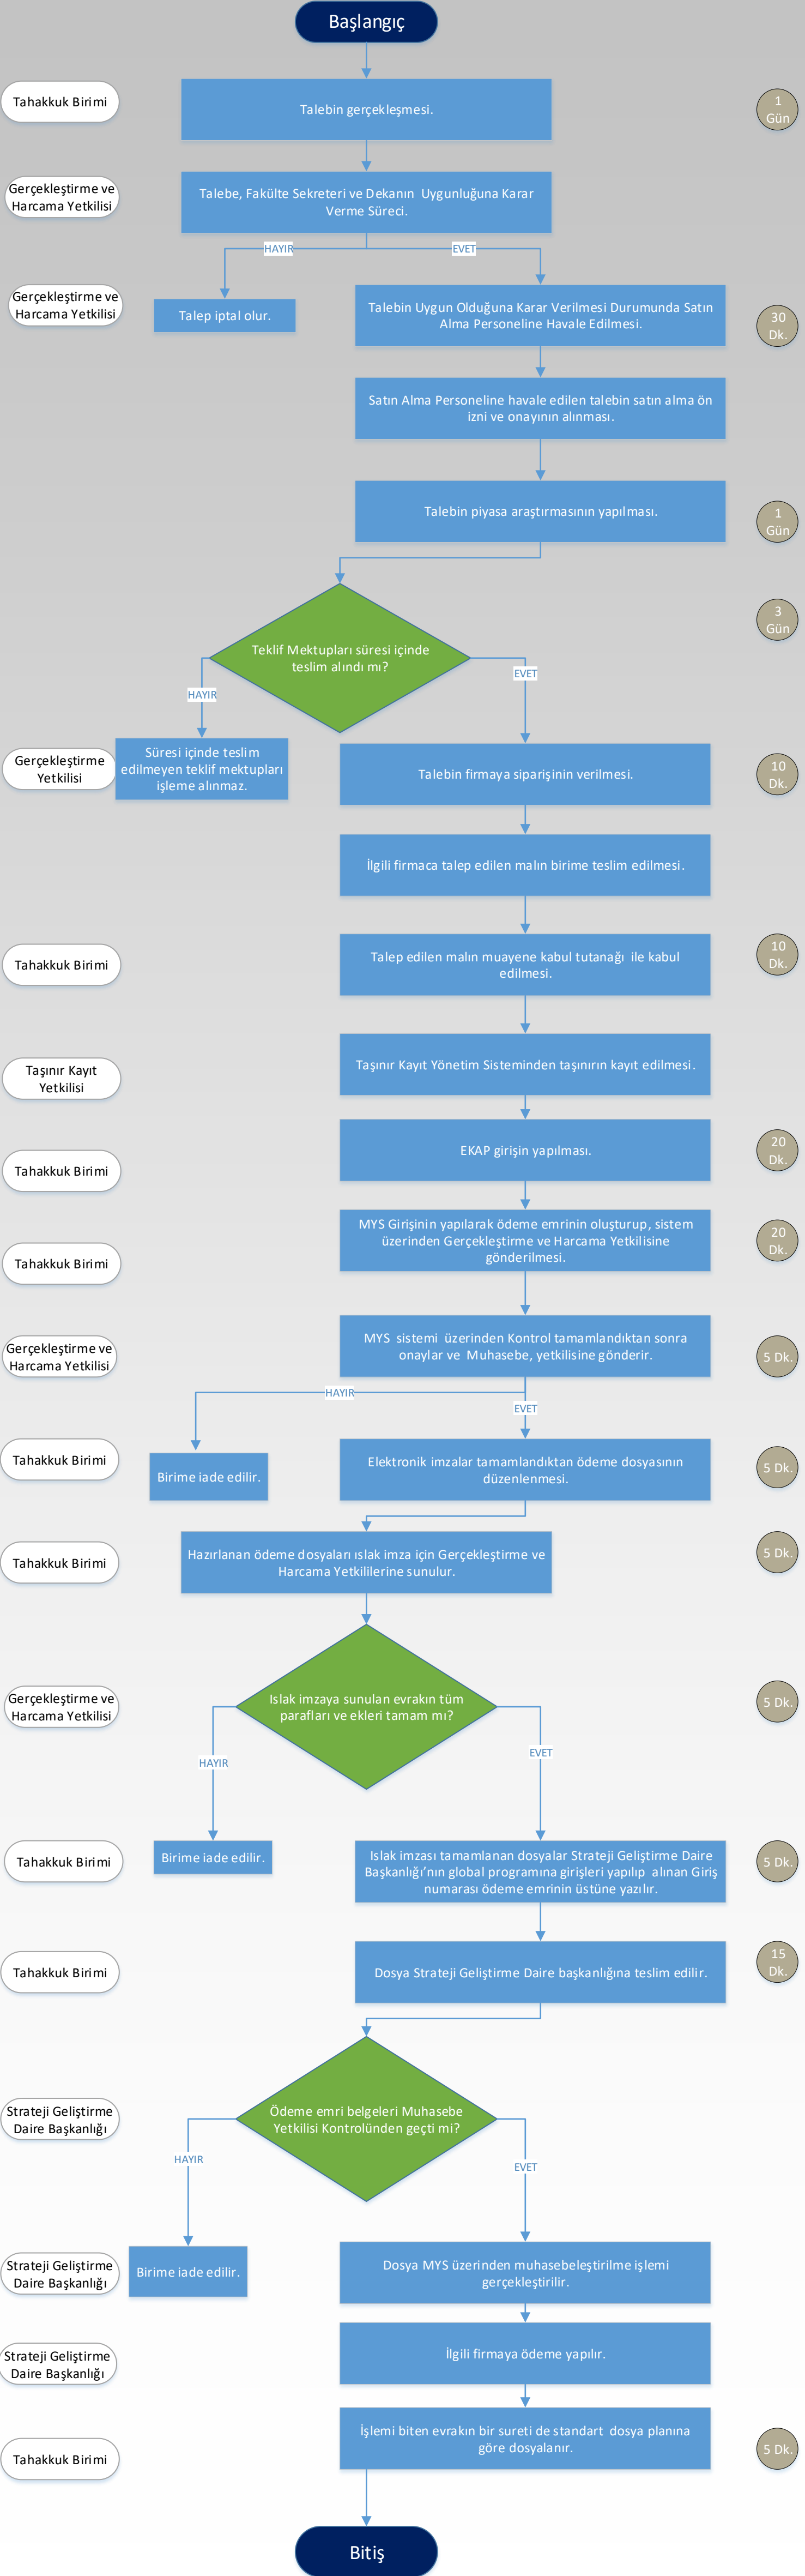 Başlangıç
Tahakkuk Birimi
Talebin gerçekleşmesi.
1
Gün
Gerçekleştirme ve
Harcama Yetkilisi
Talebe, Fakülte Sekreteri ve Dekanın  Uygunluğuna Karar
Verme Süreci.
HAYIR
EVET
Gerçekleştirme ve
Harcama Yetkilisi
Talep iptal olur.
Talebin Uygun Olduğuna Karar Verilmesi Durumunda Satın
Alma Personeline Havale Edilmesi.
30
Dk.
Satın Alma Personeline havale edilen talebin satın alma ön
izni ve onayının alınması.
Talebin piyasa araştırmasının yapılması.
1
Gün
3
Gün
Teklif Mektupları süresi içinde
teslim alındı mı?
HAYIR
EVET
Gerçekleştirme
Yetkilisi
Süresi içinde teslim
edilmeyen teklif mektupları
işleme alınmaz.
Talebin firmaya siparişinin verilmesi.
10
Dk.
İlgili firmaca talep edilen malın birime teslim edilmesi.
Tahakkuk Birimi
Talep edilen malın muayene kabul tutanağı  ile kabul
edilmesi.
10
Dk.
Taşınır Kayıt
Yetkilisi
Taşınır Kayıt Yönetim Sisteminden taşınırın kayıt edilmesi.
Tahakkuk Birimi
EKAP girişin yapılması.
20
Dk.
Tahakkuk Birimi
MYS Girişinin yapılarak ödeme emrinin oluşturup, sistem
üzerinden Gerçekleştirme ve Harcama Yetkilisine
gönderilmesi.
20
Dk.
Gerçekleştirme ve
Harcama Yetkilisi
MYS  sistemi  üzerinden Kontrol tamamlandıktan sonra
onaylar ve  Muhasebe, yetkilisine gönderir.
5 Dk.
HAYIR
EVET
Tahakkuk Birimi
Birime iade edilir.
Elektronik imzalar tamamlandıktan ödeme dosyasının
düzenlenmesi.
5 Dk.
Tahakkuk Birimi
Hazırlanan ödeme dosyaları ıslak imza için Gerçekleştirme ve
Harcama Yetkililerine sunulur.
5 Dk.
Gerçekleştirme ve
Harcama Yetkilisi
Islak imzaya sunulan evrakın tüm
parafları ve ekleri tamam mı?
5 Dk.
HAYIR
EVET
Tahakkuk Birimi
Birime iade edilir.
Islak imzası tamamlanan dosyalar Strateji Geliştirme Daire
Başkanlığı’nın global programına girişleri yapılıp  alınan Giriş
numarası ödeme emrinin üstüne yazılır.
5 Dk.
Tahakkuk Birimi
Dosya Strateji Geliştirme Daire başkanlığına teslim edilir.
15
Dk.
Strateji Geliştirme
Daire Başkanlığı
Ödeme emri belgeleri Muhasebe
Yetkilisi Kontrolünden geçti mi?
HAYIR
EVET
Strateji Geliştirme
Daire Başkanlığı
Birime iade edilir.
Dosya MYS üzerinden muhasebeleştirilme işlemi
gerçekleştirilir.
Strateji Geliştirme
Daire Başkanlığı
İlgili firmaya ödeme yapılır.
Tahakkuk Birimi
İşlemi biten evrakın bir sureti de standart  dosya planına
göre dosyalanır.
5 Dk.
Bitiş